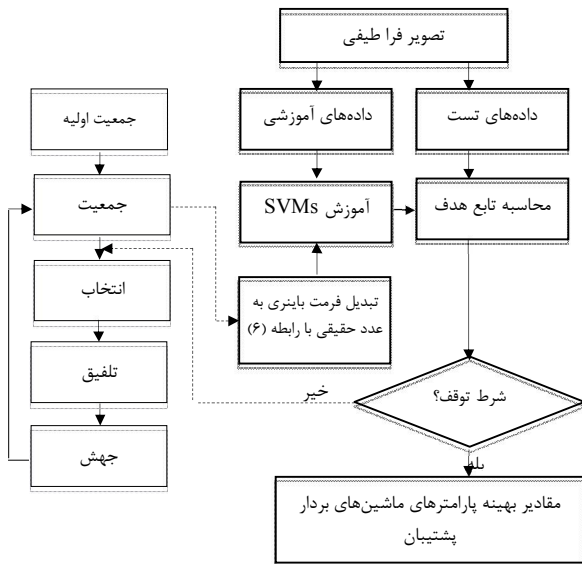 تصویر فرا طیفی
داده‌های آموزشی
داده‌های تست
جمعیت اولیه
جمعیت
آموزش SVMs
محاسبه تابع هدف
انتخاب
تبدیل فرمت باینری به
عدد حقیقی با رابطه (۶)
تلفیق
خیر
شرط توقف؟
جهش
بله
مقادیر بهینه پارامترهای ماشین‌های بردار
پشتیبان